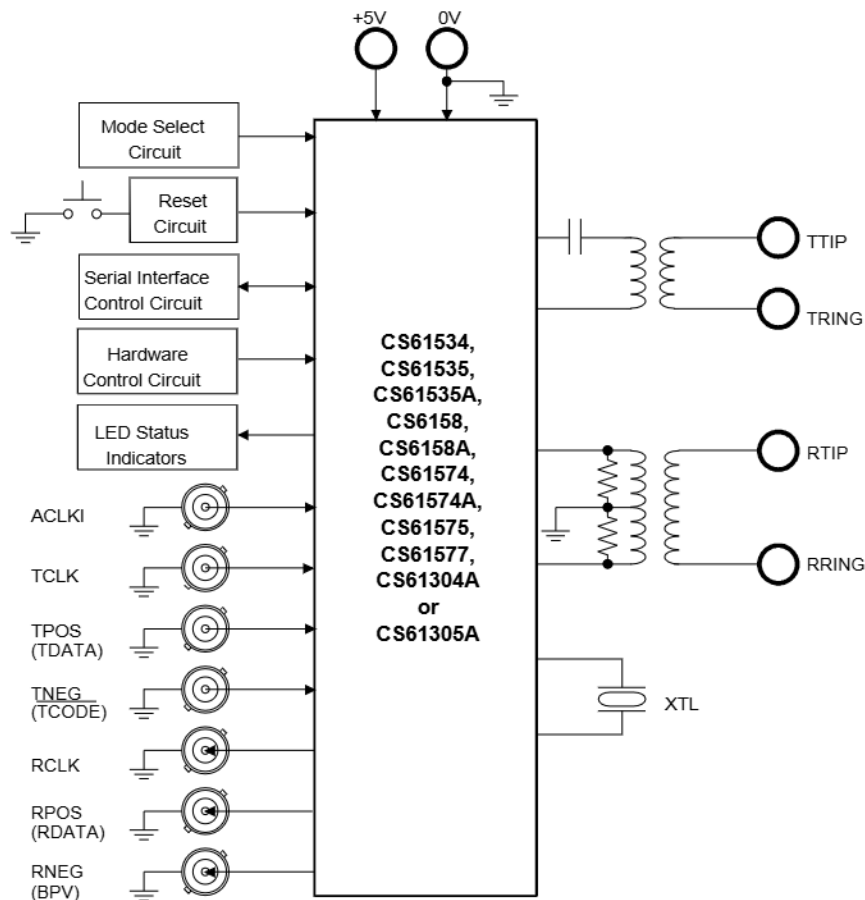 +5V
0V
Mode Select
Circuit
Reset
Circuit
Serial Interface
Control Circuit
Hardware
Control Circuit
LED Status
Indicators
ACLKI
TCLK
TPOS
(TDATA)
TNEG
(TCODE)
RCLK
RPOS
(RDATA)
RNEG
(BPV)
CS61534,
CS61535,
CS61535A,
CS6158,
CS6158A,
CS61574,
CS61574A,
CS61575,
CS61577,
CS61304A
or
CS61305A
TTIP
TRING
RTIP
RRING
XTL